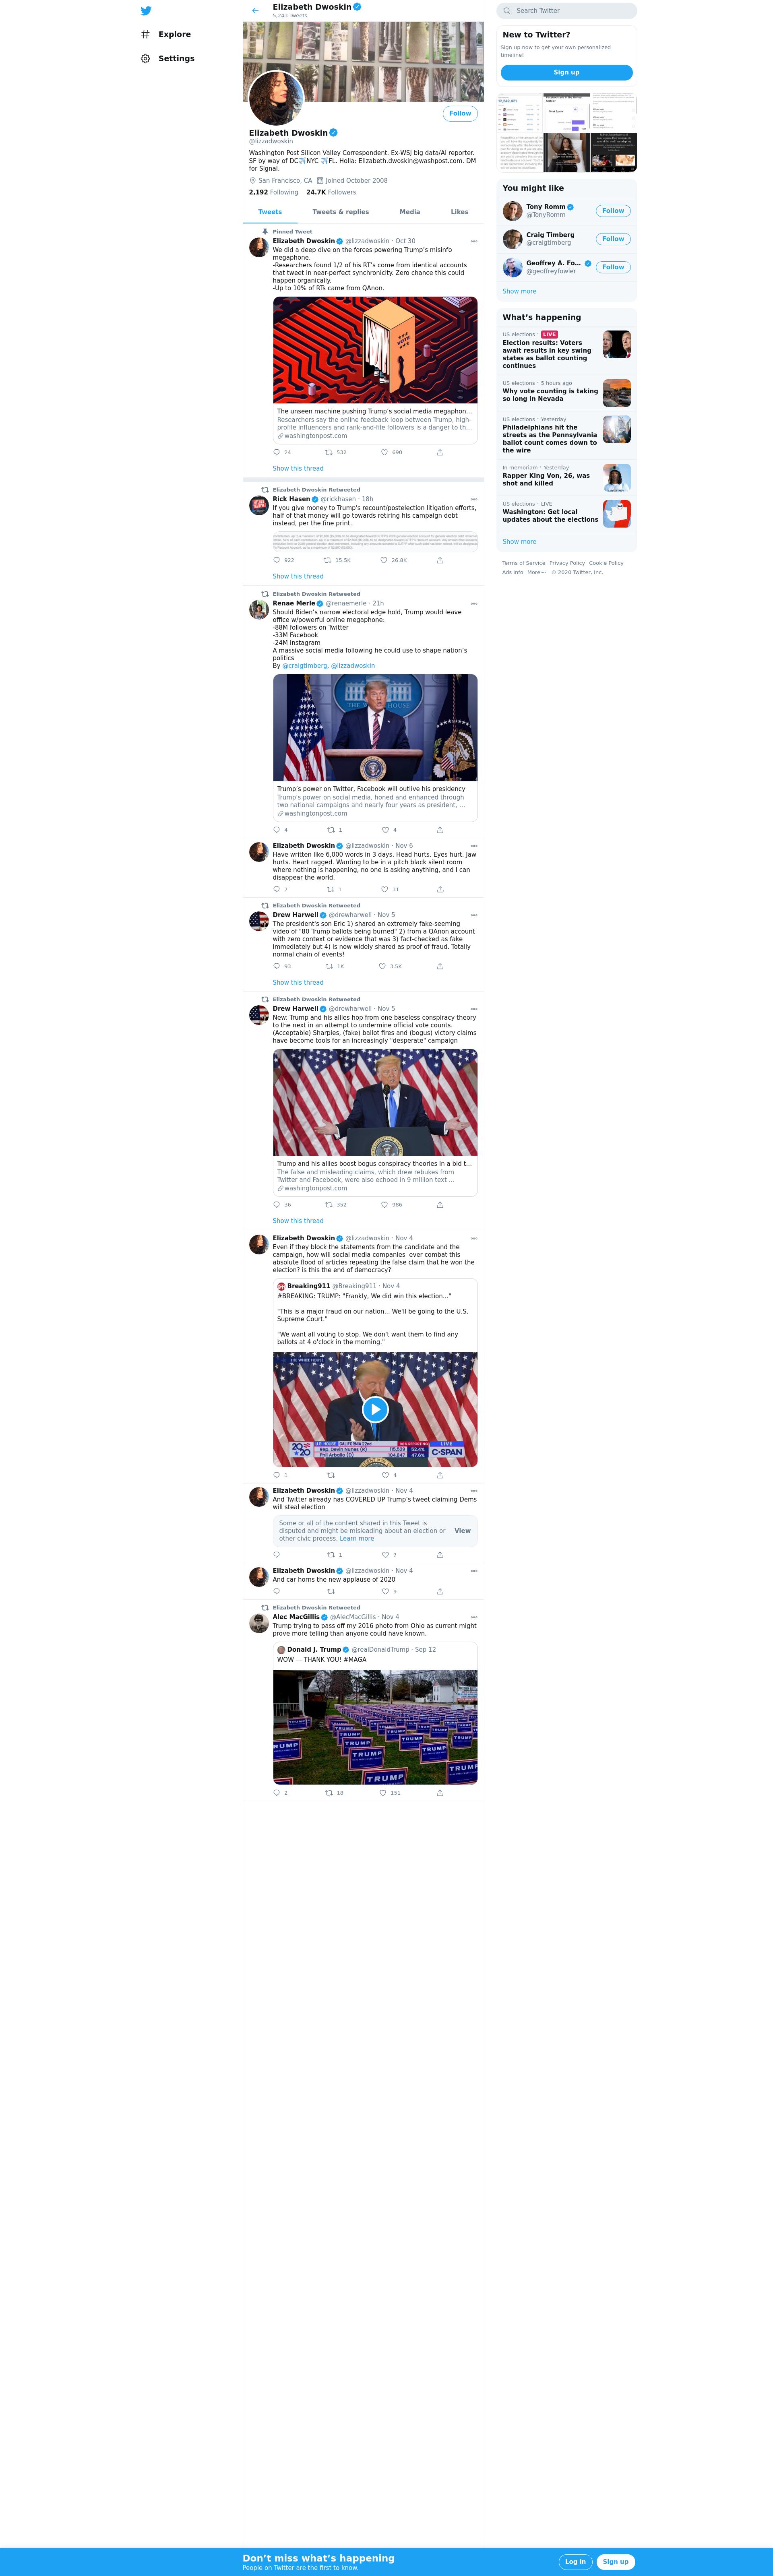 Explore
Settings
Elizabeth Dwoskin
5,243 Tweets
Follow
Elizabeth Dwoskin
@lizzadwoskin
Washington Post Silicon Valley Correspondent. Ex-WSJ big data/AI reporter.
SF by way of DC✈️NYC ✈️FL. Holla: Elizabeth.dwoskin@washpost.com. DM
for Signal.
San Francisco, CA Joined October 2008
2,192 Following 24.7K Followers
Tweets Tweets & replies Media Likes
Pinned Tweet
Elizabeth Dwoskin @lizzadwoskin · Oct 30
We did a deep dive on the forces powering Trump's misinfo
megaphone.
-Researchers found 1/2 of his RT's come from identical accounts
that tweet in near-perfect synchronicity. Zero chance this could
happen organically.
-Up to 10% of RTs came from QAnon.
VOTE
The unseen machine pushing Trump's social media megaphon...
Researchers say the online feedback loop between Trump, high-
profile influencers and rank-and-file followers is a danger to th...
washingtonpost.com
24 532 690
Show this thread
Elizabeth Dwoskin Retweeted
Rick Hasen @rickhasen · 18h
If you give money to Trump's recount/postelection litigation efforts,
half of that money will go towards retiring his campaign debt
instead, per the fine print.
922 15.5K 26.8K
Show this thread
Elizabeth Dwoskin Retweeted
Renae Merle @renaemerle · 21h
Should Biden's narrow electoral edge hold, Trump would leave
office w/powerful online megaphone:
-88M followers on Twitter
-33M Facebook
-24M Instagram
A massive social media following he could use to shape nation's
politics
By @craigtimberg, @lizzadwoskin
Trump's power on Twitter, Facebook will outlive his presidency
Trump's power on social media, honed and enhanced through
two national campaigns and nearly four years as president, ...
washingtonpost.com
4 1 4
Elizabeth Dwoskin @lizzadwoskin · Nov 6
Have written like 6,000 words in 3 days. Head hurts. Eyes hurt. Jaw
hurts. Heart ragged. Wanting to be in a pitch black silent room
where nothing is happening, no one is asking anything, and I can
disappear the world.
7 1 31
Elizabeth Dwoskin Retweeted
Drew Harwell @drewharwell · Nov 5
The president's son Eric 1) shared an extremely fake-seeming
video of "80 Trump ballots being burned" 2) from a QAnon account
with zero context or evidence that was 3) fact-checked as fake
immediately but 4) is now widely shared as proof of fraud. Totally
normal chain of events!
93 1K 3.5K
Show this thread
Elizabeth Dwoskin Retweeted
Drew Harwell @drewharwell · Nov 5
New: Trump and his allies hop from one baseless conspiracy theory
to the next in an attempt to undermine official vote counts.
(Acceptable) Sharpies, (fake) ballot fires and (bogus) victory claims
have become tools for an increasingly "desperate" campaign
Trump and his allies boost bogus conspiracy theories in a bid t...
The false and misleading claims, which drew rebukes from
Twitter and Facebook, were also echoed in 9 million text ...
washingtonpost.com
36 352 986
Show this thread
Elizabeth Dwoskin @lizzadwoskin · Nov 4
Even if they block the statements from the candidate and the
campaign, how will social media companies ever combat this
absolute flood of articles repeating the false claim that he won the
election? is this the end of democracy?
Breaking911 @Breaking911 · Nov 4
#BREAKING: TRUMP: "Frankly, We did win this election..."
"This is a major fraud on our nation... We'll be going to the U.S.
Supreme Court."
"We want all voting to stop. We don't want them to find any
ballots at 4 o'clock in the morning."
THE WHITE HOUSE
2020 U.S. HOUSE CALIFORNIA 22nd LIVE
Rep. Devin Nunes (R) 115,029 52.4%
Phil Arballo (D) 104,647 47.6%
C-SPAN
1 4
Elizabeth Dwoskin @lizzadwoskin · Nov 4
And Twitter already has COVERED UP Trump's tweet claiming Dems
will steal election
Some or all of the content shared in this Tweet is
disputed and might be misleading about an election or
other civic process. Learn more
View
1 7
Elizabeth Dwoskin @lizzadwoskin · Nov 4
And car horns the new applause of 2020
9
Elizabeth Dwoskin Retweeted
Alec MacGillis @AlecMacGillis · Nov 4
Trump trying to pass off my 2016 photo from Ohio as current might
prove more telling than anyone could have known.
Donald J. Trump @realDonaldTrump · Sep 12
WOW — THANK YOU! #MAGA
TRUMP
TRUMP
TRUMP
TRUMP
TRUMP
2 18 151
Search Twitter
New to Twitter?
Sign up now to get your own personalized
timeline!
Sign up
You might like
Tony Romm
@TonyRomm
Follow
Craig Timberg
@craigtimberg
Follow
Geoffrey A. Fo...
@geoffreyfowler
Follow
Show more
What's happening
US elections · LIVE
Election results: Voters
await results in key swing
states as ballot counting
continues
US elections · 5 hours ago
Why vote counting is taking
so long in Nevada
US elections · Yesterday
Philadelphians hit the
streets as the Pennsylvania
ballot count comes down to
the wire
In memoriam · Yesterday
Rapper King Von, 26, was
shot and killed
US elections · LIVE
Washington: Get local
updates about the elections
Show more
Terms of Service Privacy Policy Cookie Policy
Ads info More © 2020 Twitter, Inc.
Don't miss what's happening
People on Twitter are the first to know.
Log in Sign up